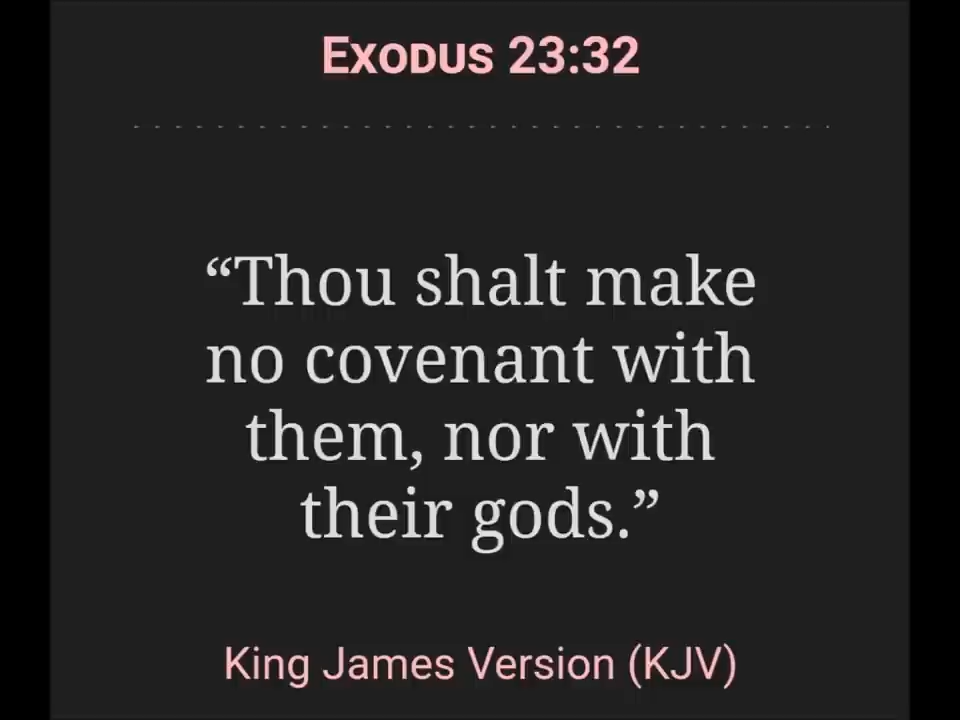 Exodus 23:32
“Thou shalt make
no covenant with
them, nor with
their gods.”
King James Version (KJV)